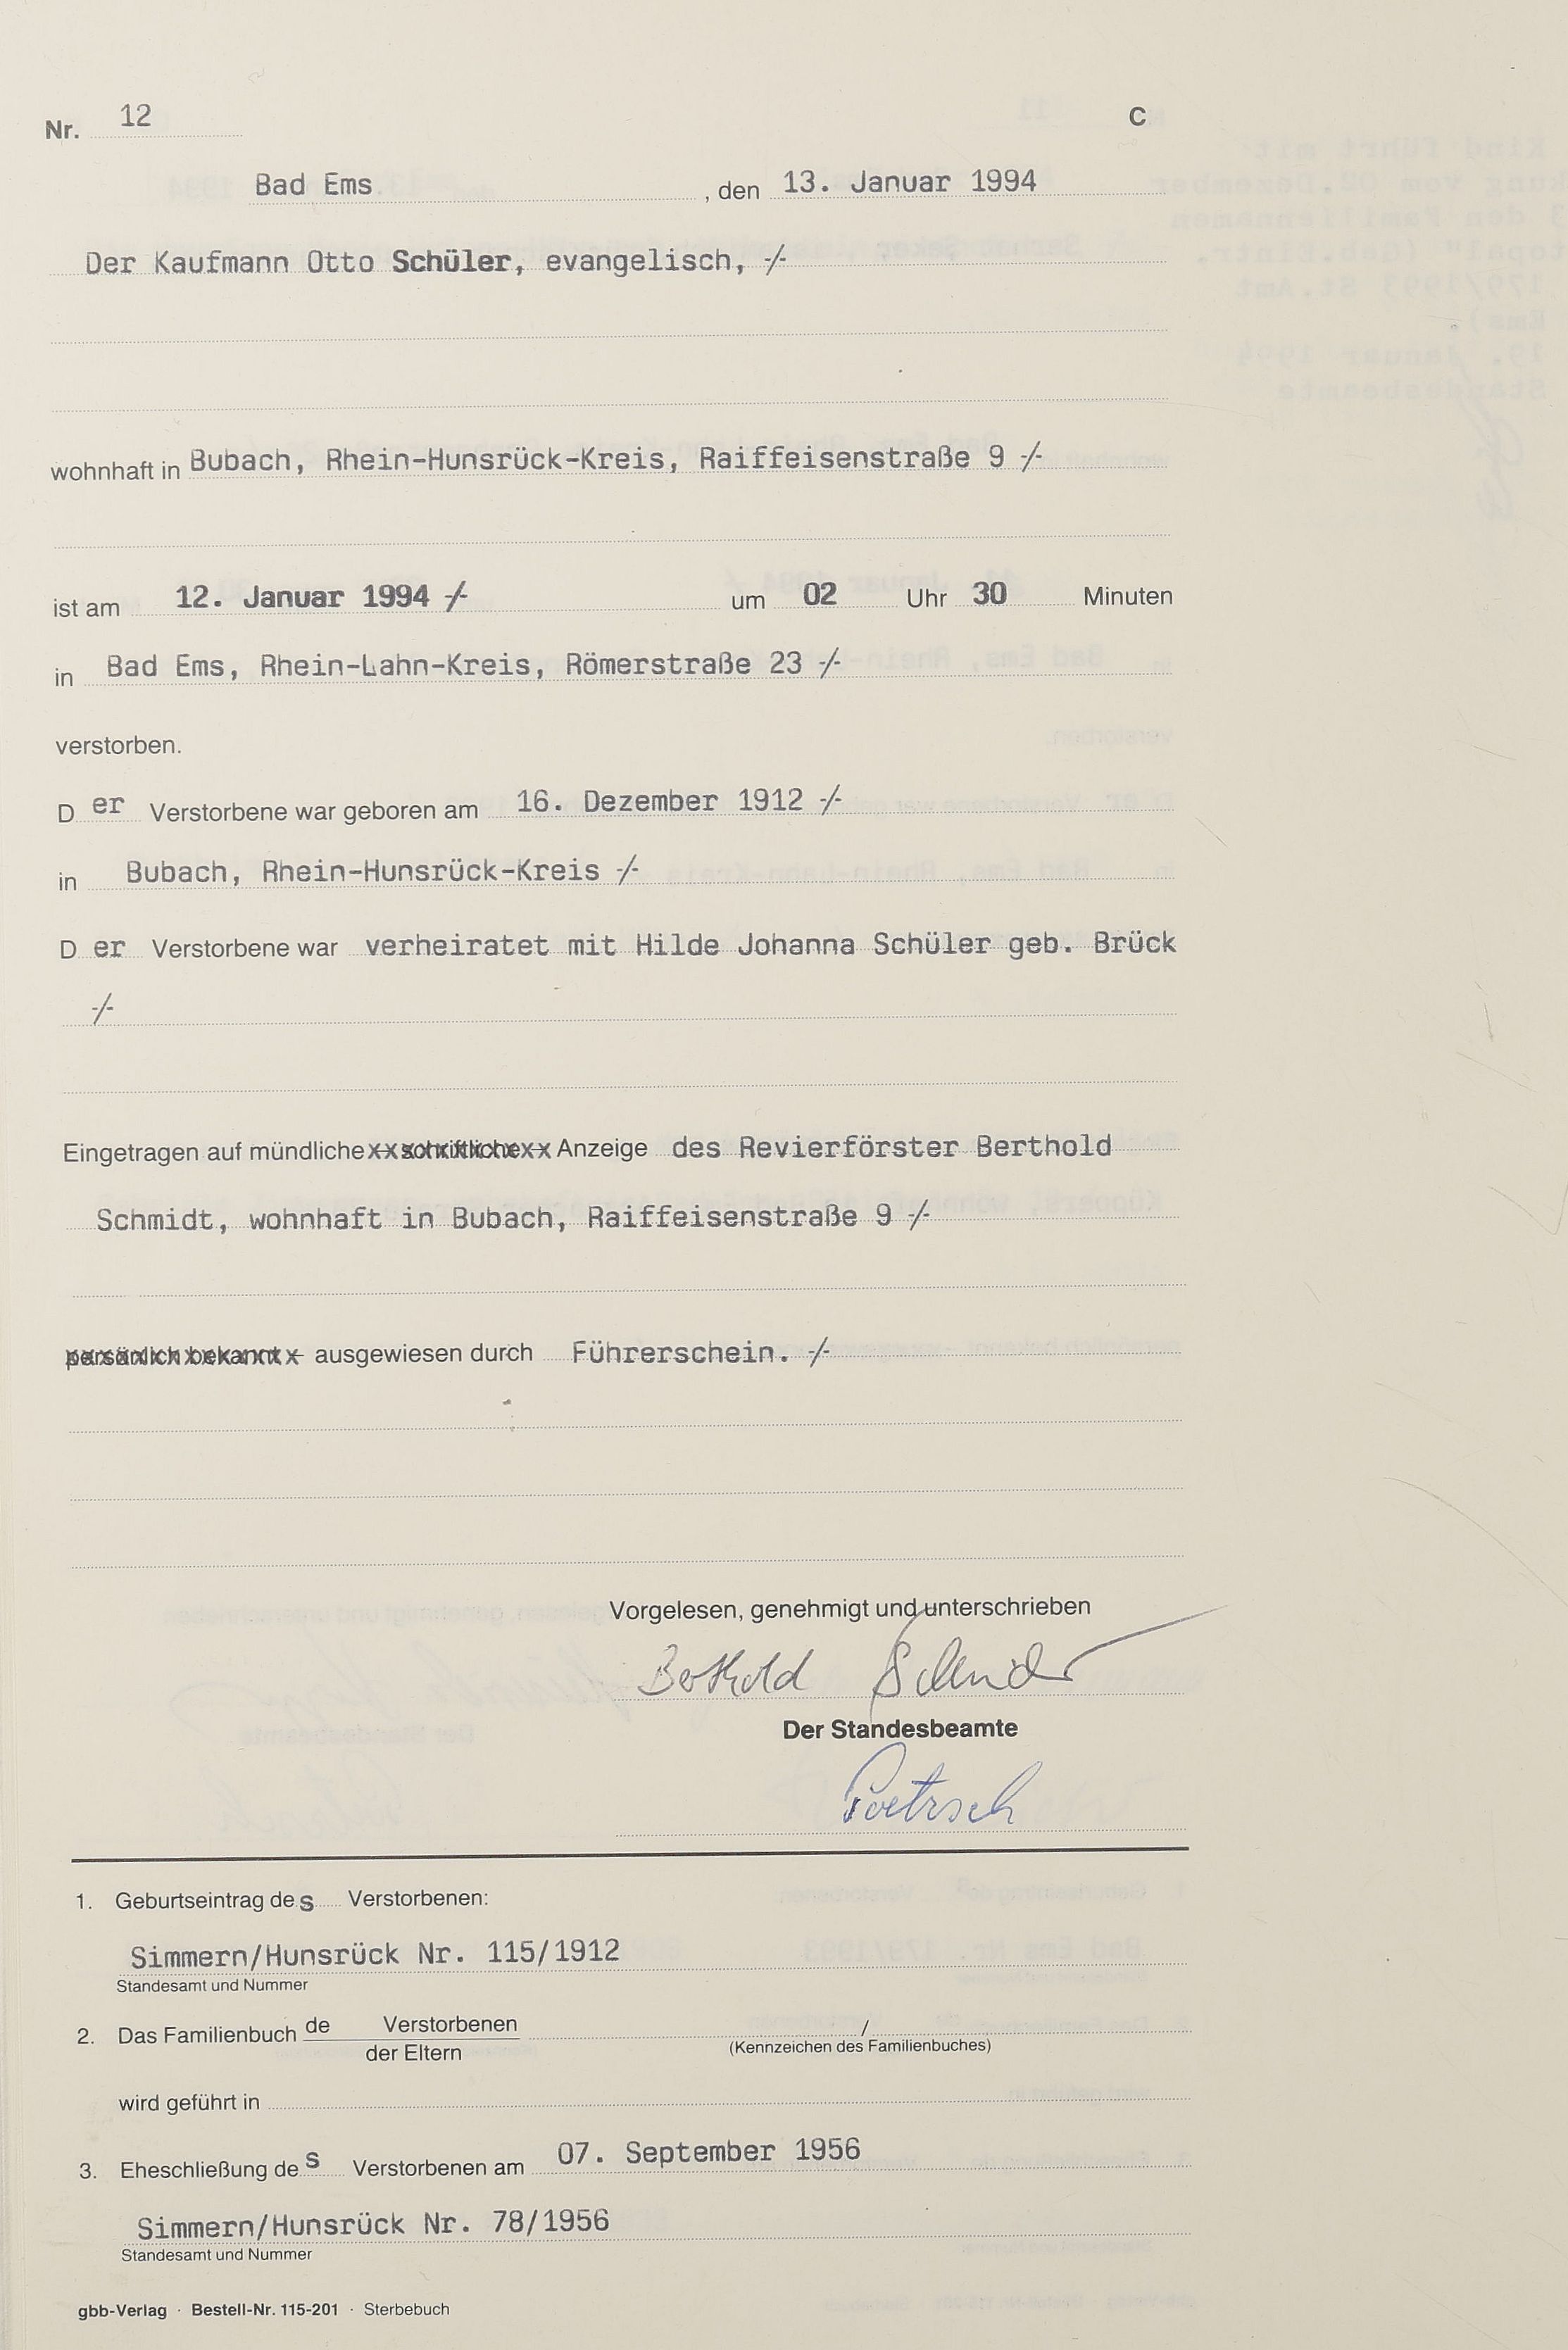 Nr. 12 C
Bad Ems , den 13. Januar 1994
Der Kaufmann Otto Schüler, evangelisch, -/-
wohnhaft in Bubach, Rhein-Hunsrück-Kreis, Raiffeisenstraße 9 -/-
ist am 12. Januar 1994 -/- um 02 Uhr 30 Minuten
in Bad Ems, Rhein-Lahn-Kreis, Römerstraße 23 -/-
verstorben.
D er Verstorbene war geboren am 16. Dezember 1912 -/-
in Bubach, Rhein-Hunsrück-Kreis -/-
D er Verstorbene war verheiratet mit Hilde Johanna Schüler geb. Brück
-/-
Eingetragen auf mündliche - schriftliche - Anzeige des Revierförster Berthold
Schmidt, wohnhaft in Bubach, Raiffeisenstraße 9 -/-
persönlich bekannt - ausgewiesen durch Führerschein. -/-
Vorgelesen, genehmigt und unterschrieben
Berthold Schmidt
Der Standesbeamte
1. Geburtseintrag des Verstorbenen:
Simmern/Hunsrück Nr. 115/1912
Standesamt und Nummer
2. Das Familienbuch de Verstorbenen /
der Eltern (Kennzeichen des Familienbuches)
wird geführt in
3. Eheschließung des Verstorbenen am 07. September 1956
Simmern/Hunsrück Nr. 78/1956
Standesamt und Nummer
gbb-Verlag · Bestell-Nr. 115-201 · Sterbebuch